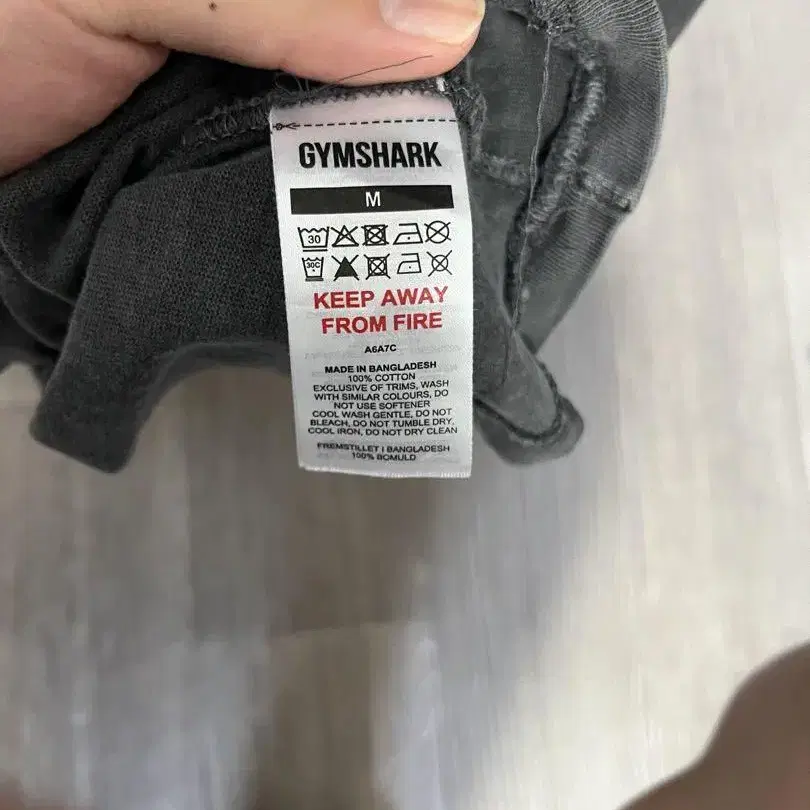 GYMSHARK
M
30
30C
KEEP AWAY
FROM FIRE
A6A7C
MADE IN BANGLADESH
100% COTTON
EXCLUSIVE OF TRIMS, WASH
WITH SIMILAR COLOURS, DO
NOT USE SOFTENER
COOL WASH GENTLE, DO NOT
BLEACH, DO NOT TUMBLE DRY,
COOL IRON, DO NOT DRY CLEAN
FREMSTILLET I BANGLADESH
100% BOMULD